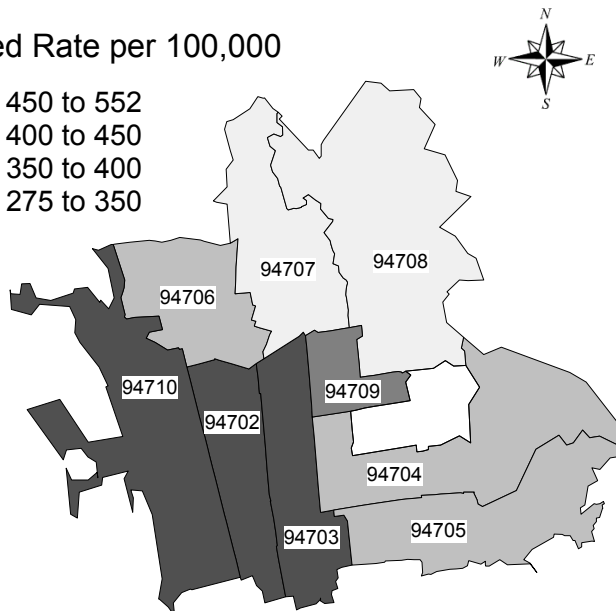 ed Rate per 100,000
450 to 552
400 to 450
350 to 400
275 to 350
N
W E
S
94707
94708
94706
94710
94709
94702
94704
94705
94703